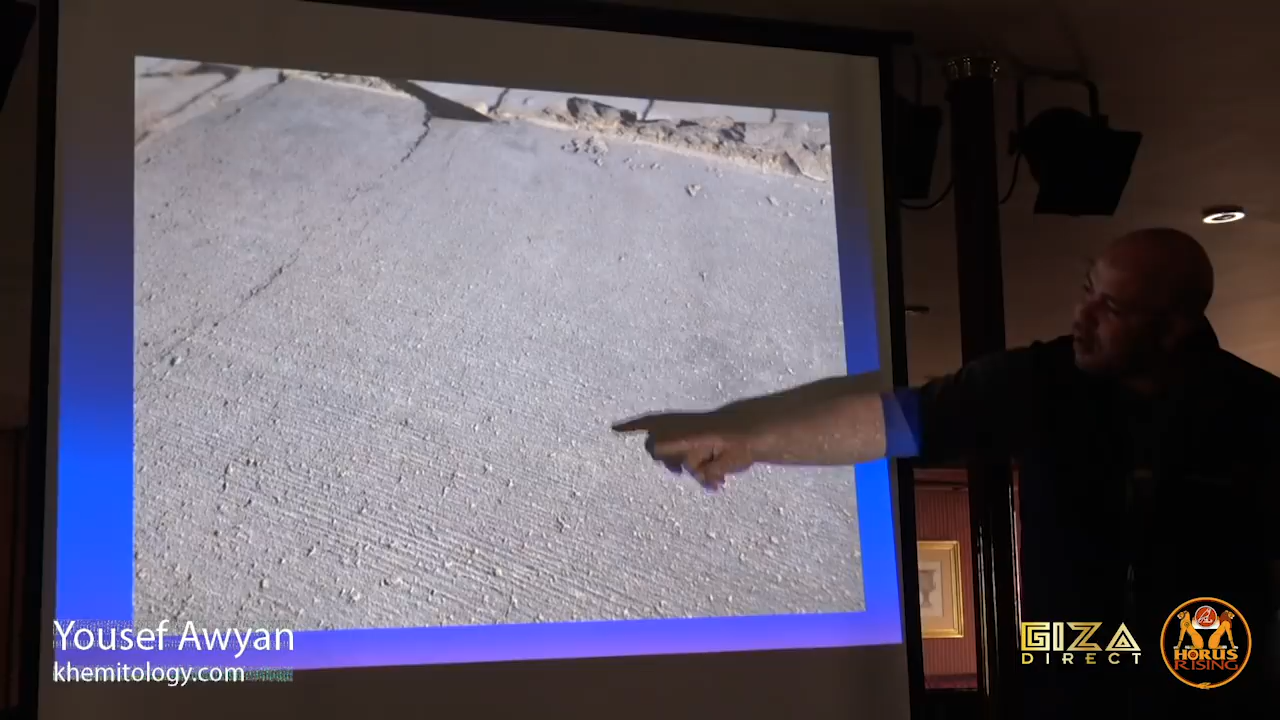 Yousef Awyan
khemitology.com
GIZA
DIRECT
HORUS
RISING